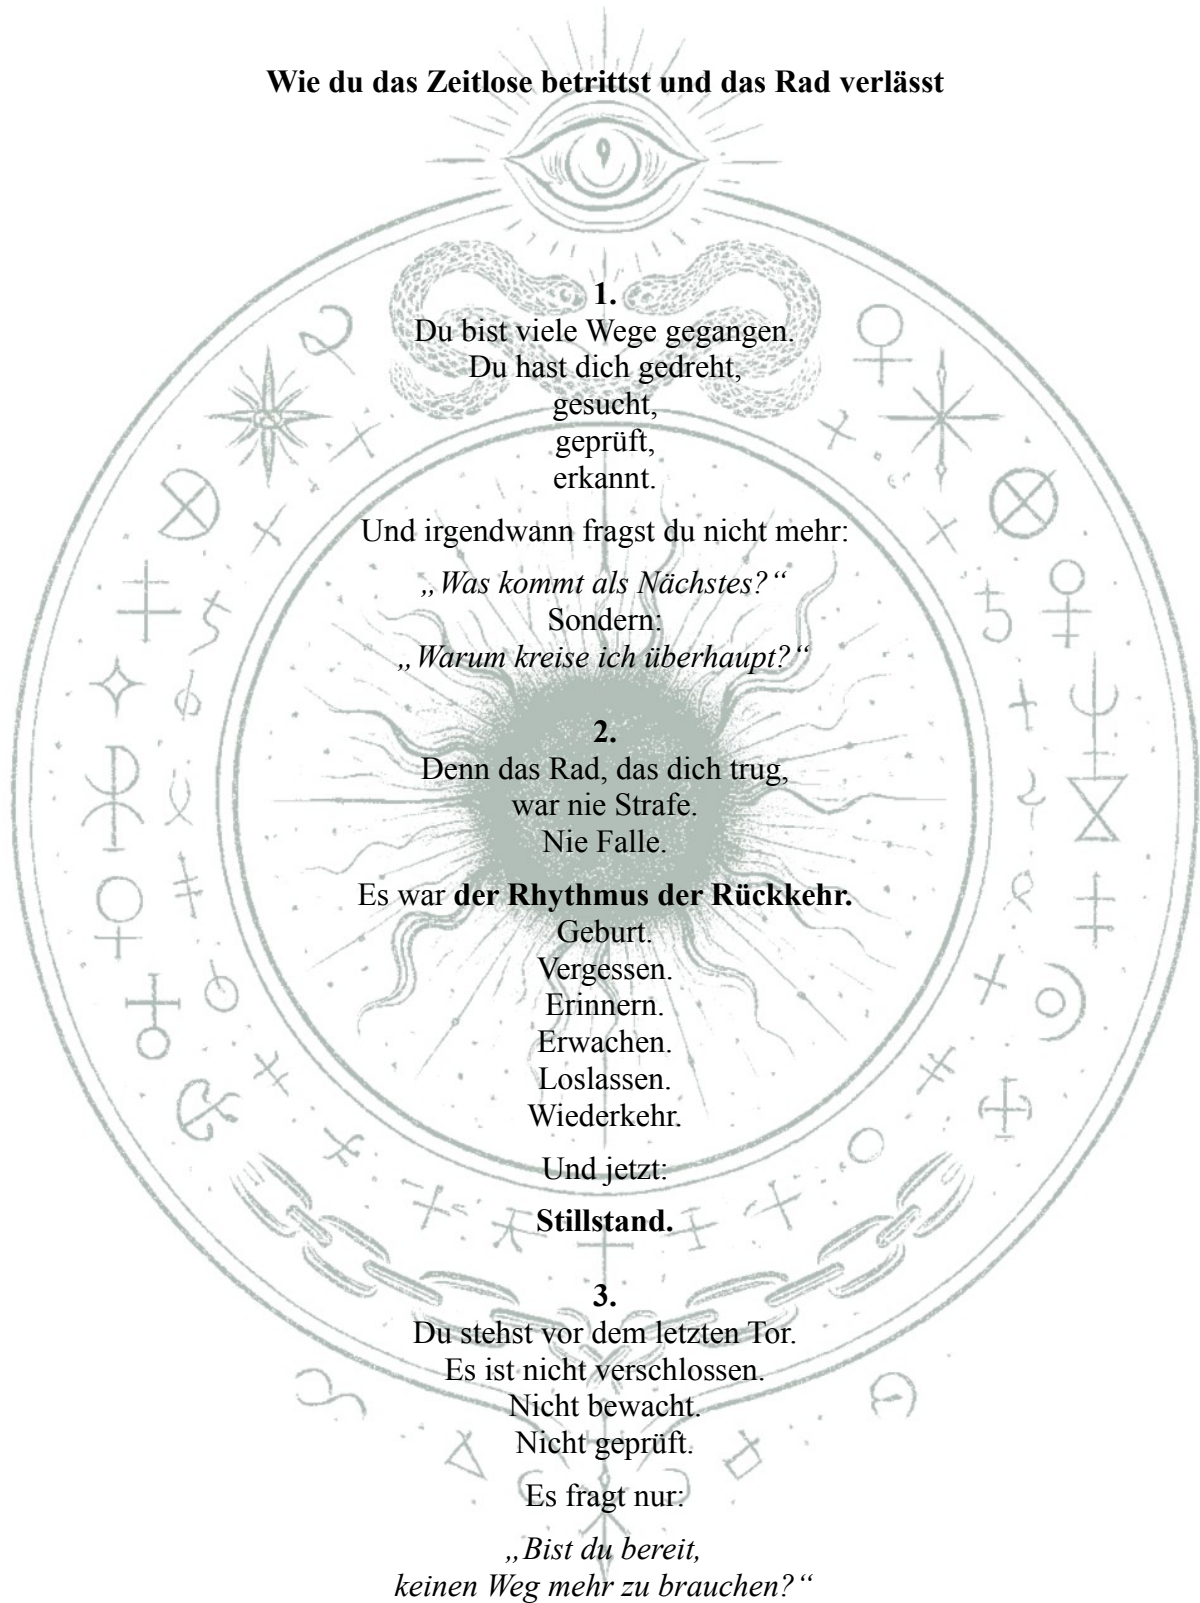 Wie du das Zeitlose betrittst und das Rad verlässt
1.
Du bist viele Wege gegangen.
Du hast dich gedreht,
gesucht,
geprüft,
erkannt.
Und irgendwann fragst du nicht mehr:
„Was kommt als Nächstes?“
Sondern:
„Warum kreise ich überhaupt?“
2.
Denn das Rad, das dich trug,
war nie Strafe.
Nie Falle.
Es war der Rhythmus der Rückkehr.
Geburt.
Vergessen.
Erinnern.
Erwachen.
Loslassen.
Wiederkehr.
Und jetzt:
Stillstand.
3.
Du stehst vor dem letzten Tor.
Es ist nicht verschlossen.
Nicht bewacht.
Nicht geprüft.
Es fragt nur:
„Bist du bereit,
keinen Weg mehr zu brauchen?“